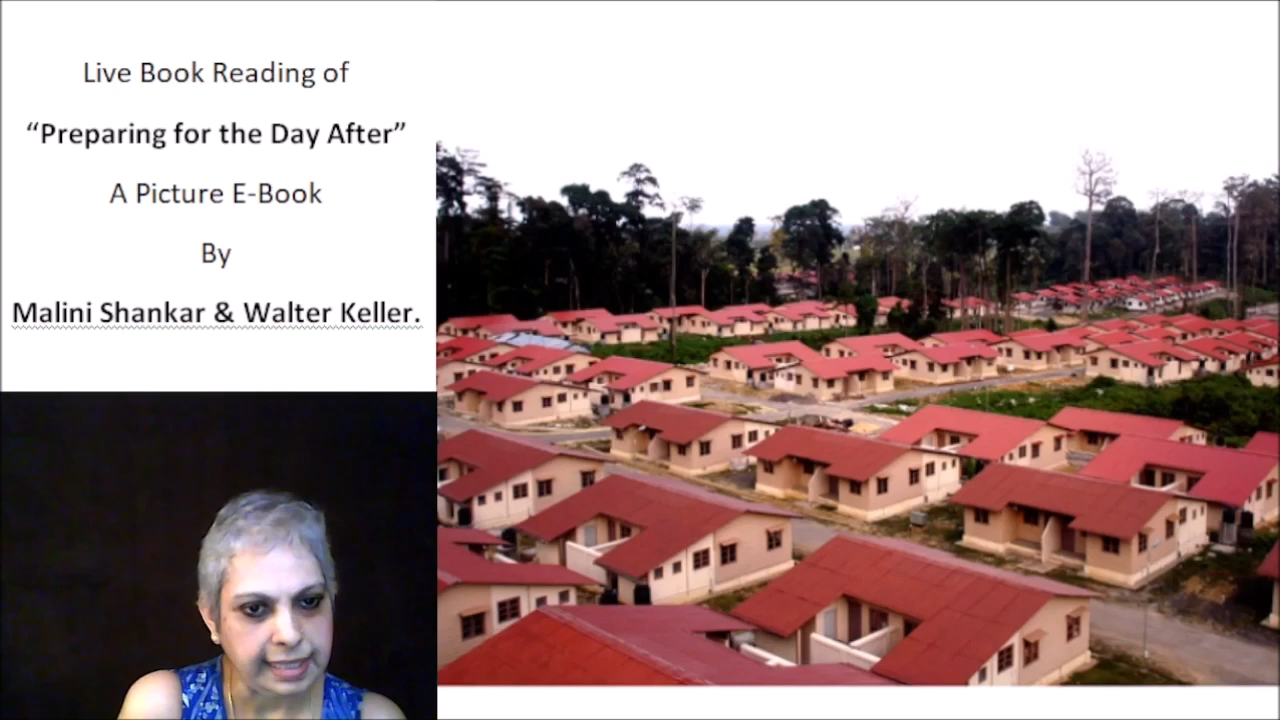 Live Book Reading of
“Preparing for the Day After”
A Picture E-Book
By
Malini Shankar & Walter Keller.